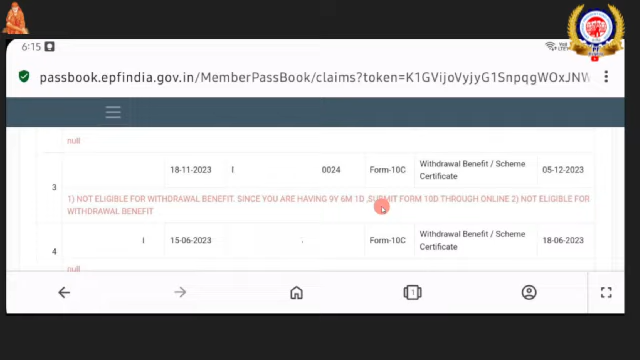 6:15
passbook.epfindia.gov.in/MemberPassBook/claims?token=K1GVijoVyjyG1SnpqgWOxJNW
null
3 18-11-2023 I 0024 Form-10C Withdrawal Benefit / Scheme Certificate 05-12-2023
1) NOT ELIGIBLE FOR WITHDRAWAL BENEFIT. SINCE YOU ARE HAVING 9Y 6M 1D ,SUBMIT FORM 10D THROUGH ONLINE 2) NOT ELIGIBLE FOR
WITHDRAWAL BENEFIT
4 I 15-06-2023 Form-10C Withdrawal Benefit / Scheme Certificate 18-06-2023
null
1